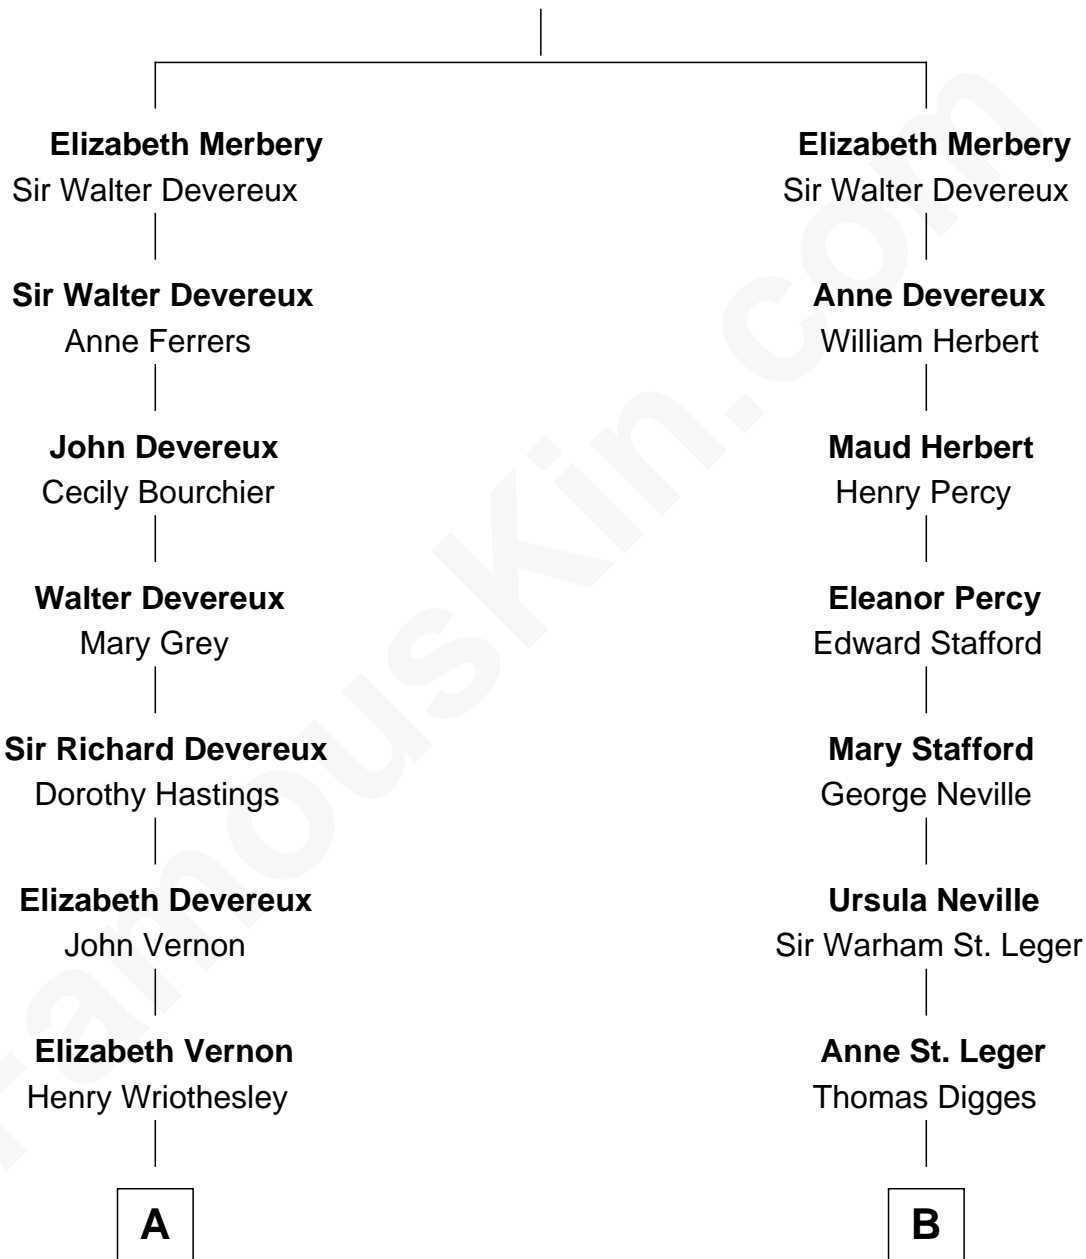 Elizabeth Merbery
Sir Walter Devereux
Sir Walter Devereux
Anne Ferrers
John Devereux
Cecily Bourchier
Walter Devereux
Mary Grey
Sir Richard Devereux
Dorothy Hastings
Elizabeth Devereux
John Vernon
Elizabeth Vernon
Henry Wriothesley
A
Elizabeth Merbery
Sir Walter Devereux
Anne Devereux
William Herbert
Maud Herbert
Henry Percy
Eleanor Percy
Edward Stafford
Mary Stafford
George Neville
Ursula Neville
Sir Warham St. Leger
Anne St. Leger
Thomas Digges
B
FamousKin.com